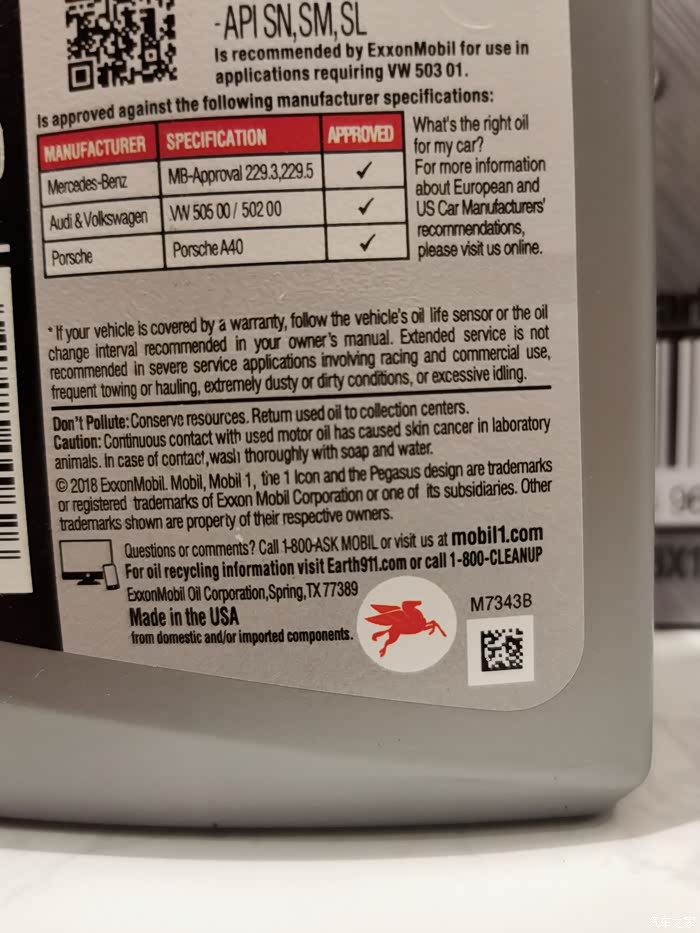 -API SN,SM,SL
Is recommended by ExxonMobil for use in
applications requiring VW 503 01.
Is approved against the following manufacturer specifications:
MANUFACTURER SPECIFICATION APPROVED
Mercedes-Benz MB-Approval 229.3,229.5 ✓
Audi & Volkswagen VW 505 00 / 502 00 ✓
Porsche Porsche A40 ✓
What's the right oil
for my car?
For more information
about European and
US Car Manufacturers'
recommendations,
please visit us online.
* If your vehicle is covered by a warranty, follow the vehicle's oil life sensor or the oil
change interval recommended in your owner's manual. Extended service is not
recommended in severe service applications involving racing and commercial use,
frequent towing or hauling, extremely dusty or dirty conditions, or excessive idling.
Don't Pollute: Conserve resources. Return used oil to collection centers.
Caution: Continuous contact with used motor oil has caused skin cancer in laboratory
animals. In case of contact, wash thoroughly with soap and water.
© 2018 ExxonMobil. Mobil, Mobil 1, the 1 Icon and the Pegasus design are trademarks
or registered trademarks of Exxon Mobil Corporation or one of its subsidiaries. Other
trademarks shown are property of their respective owners.
Questions or comments? Call 1-800-ASK MOBIL or visit us at mobil1.com
For oil recycling information visit Earth911.com or call 1-800-CLEANUP
ExxonMobil Oil Corporation, Spring, TX 77389
Made in the USA
from domestic and/or imported components.
M7343B
汽车之家